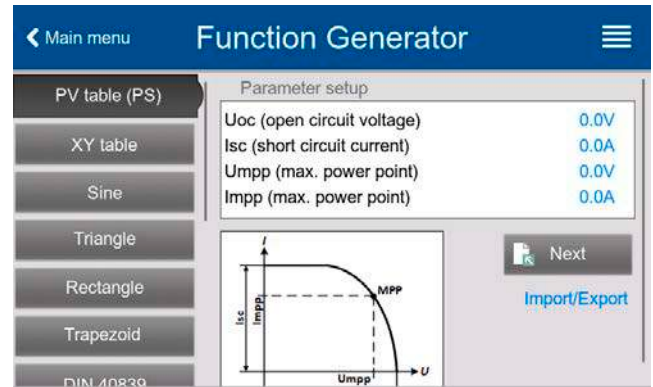 Main menu
Function Generator
PV table (PS)
XY table
Sine
Triangle
Rectangle
Trapezoid
DIN 40839
Parameter setup
Uoc (open circuit voltage) 0.0V
Isc (short circuit current) 0.0A
Umpp (max. power point) 0.0V
Impp (max. power point) 0.0A
I
MPP
Isc
Impp
Umpp
U
Next
Import/Export